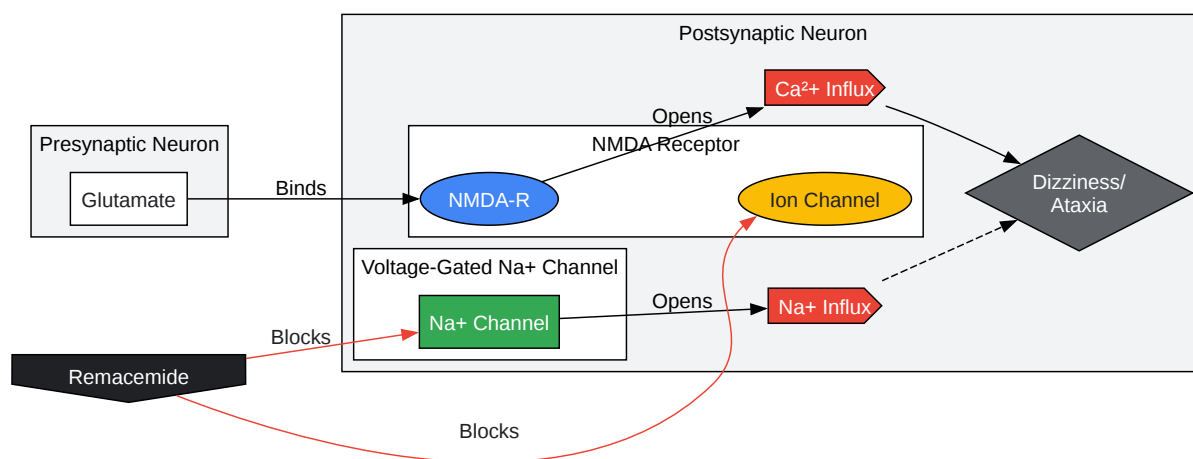 Postsynaptic Neuron
Ca²+ Influx
Opens
Presynaptic Neuron
NMDA Receptor
Glutamate
Binds
NMDA-R
Ion Channel
Dizziness/
Ataxia
Voltage-Gated Na+ Channel
Na+ Channel
Opens
Na+ Influx
Blocks
Remacemide
Blocks